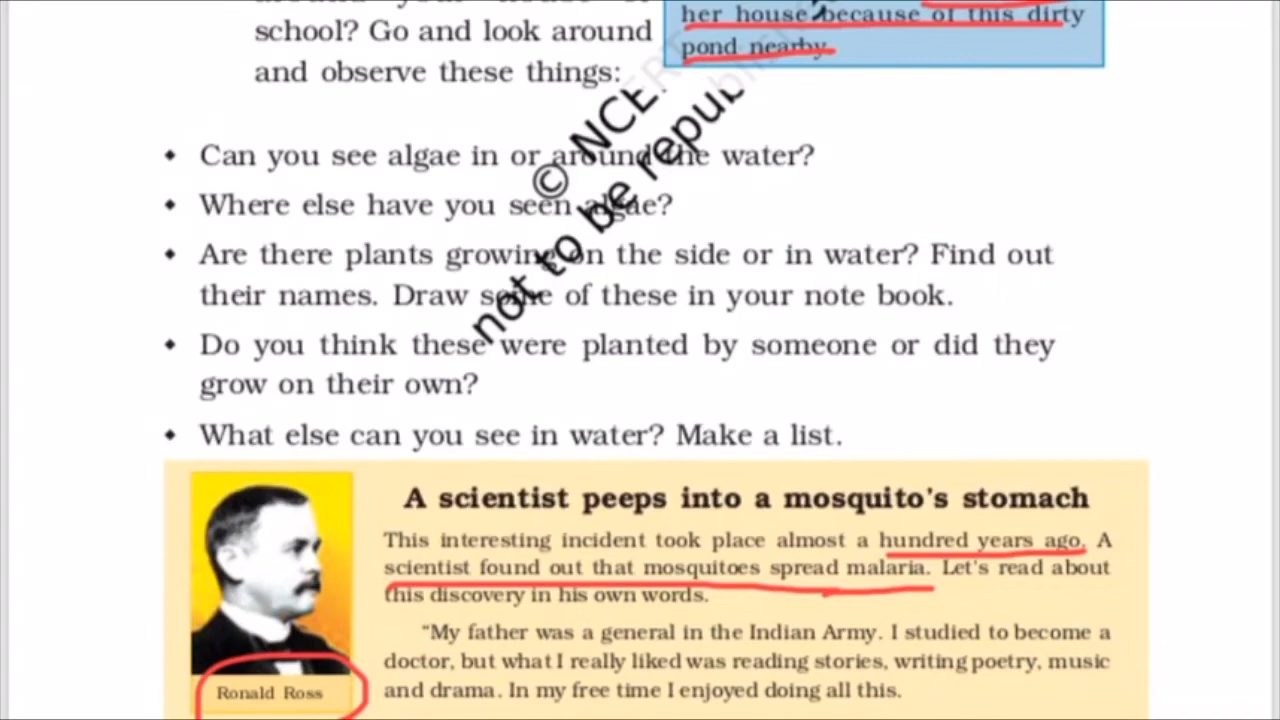 school? Go and look around
and observe these things:
her house because of this dirty
pond nearby.
© NCERT
not to be republished
• Can you see algae in or around the water?
• Where else have you seen algae?
• Are there plants growing on the side or in water? Find out
their names. Draw some of these in your note book.
• Do you think these were planted by someone or did they
grow on their own?
• What else can you see in water? Make a list.
A scientist peeps into a mosquito's stomach
This interesting incident took place almost a hundred years ago. A
scientist found out that mosquitoes spread malaria. Let's read about
this discovery in his own words.
"My father was a general in the Indian Army. I studied to become a
doctor, but what I really liked was reading stories, writing poetry, music
and drama. In my free time I enjoyed doing all this.
Ronald Ross